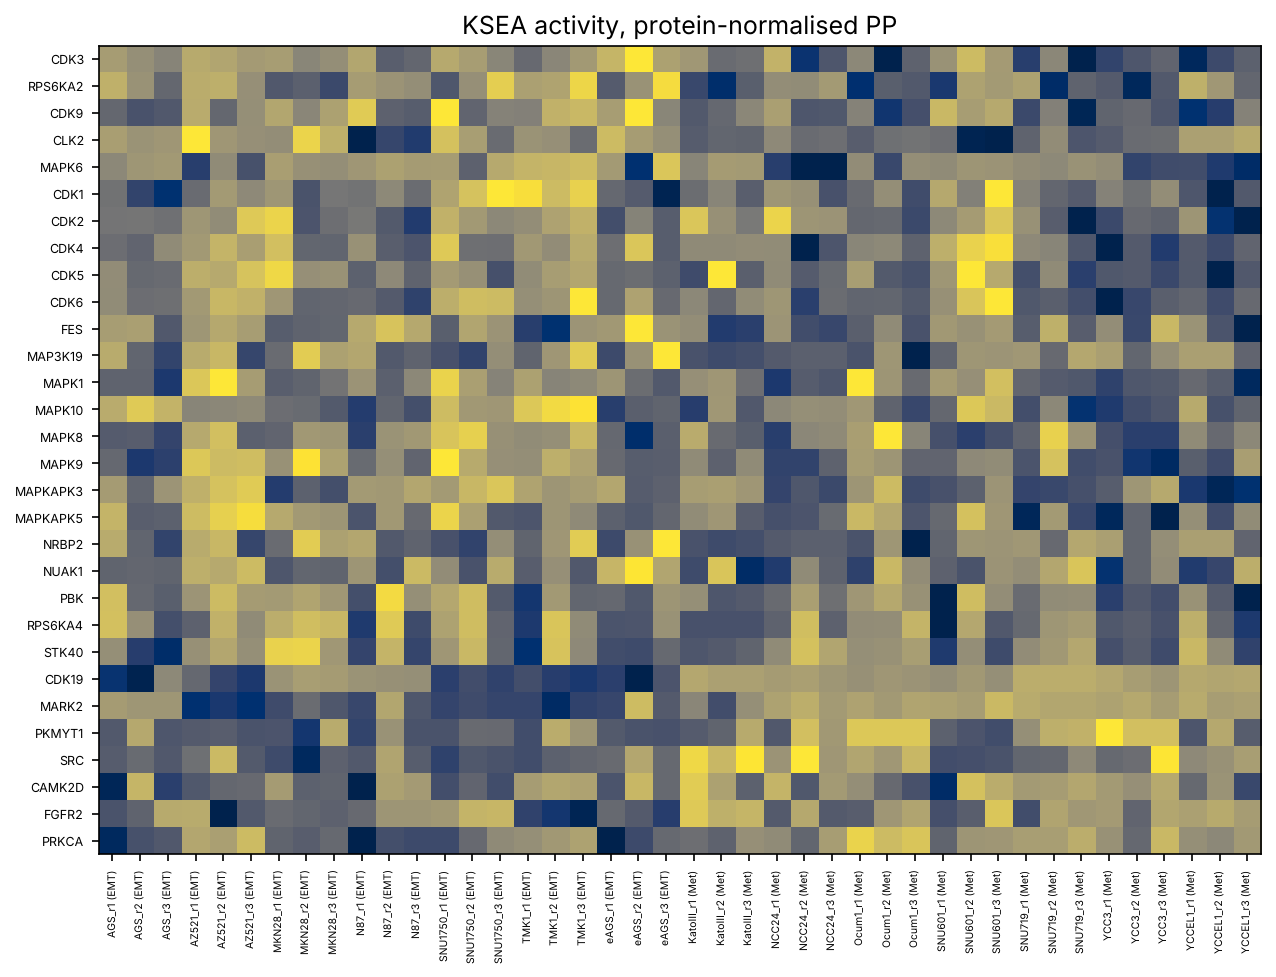 KSEA activity, protein-normalised PP
CDK3
RPS6KA2
CDK9
CLK2
MAPK6
CDK1
CDK2
CDK4
CDK5
CDK6
FES
MAP3K19
MAPK1
MAPK10
MAPK8
MAPK9
MAPKAPK3
MAPKAPK5
NRBP2
NUAK1
PBK
RPS6KA4
STK40
CDK19
MARK2
PKMYT1
SRC
CAMK2D
FGFR2
PRKCA
AGS_r1 (EMT)
AGS_r2 (EMT)
AGS_r3 (EMT)
AZ521_r1 (EMT)
AZ521_r2 (EMT)
AZ521_r3 (EMT)
MKN28_r1 (EMT)
MKN28_r2 (EMT)
MKN28_r3 (EMT)
N87_r1 (EMT)
N87_r2 (EMT)
N87_r3 (EMT)
SNU1750_r1 (EMT)
SNU1750_r2 (EMT)
SNU1750_r3 (EMT)
TMK1_r1 (EMT)
TMK1_r2 (EMT)
TMK1_r3 (EMT)
eAGS_r1 (EMT)
eAGS_r2 (EMT)
eAGS_r3 (EMT)
KatoIII_r1 (Met)
KatoIII_r2 (Met)
KatoIII_r3 (Met)
NCC24_r1 (Met)
NCC24_r2 (Met)
NCC24_r3 (Met)
Ocum1_r1 (Met)
Ocum1_r2 (Met)
Ocum1_r3 (Met)
SNU601_r1 (Met)
SNU601_r2 (Met)
SNU601_r3 (Met)
SNU719_r1 (Met)
SNU719_r2 (Met)
SNU719_r3 (Met)
YCC3_r1 (Met)
YCC3_r2 (Met)
YCC3_r3 (Met)
YCCEL1_r1 (Met)
YCCEL1_r2 (Met)
YCCEL1_r3 (Met)